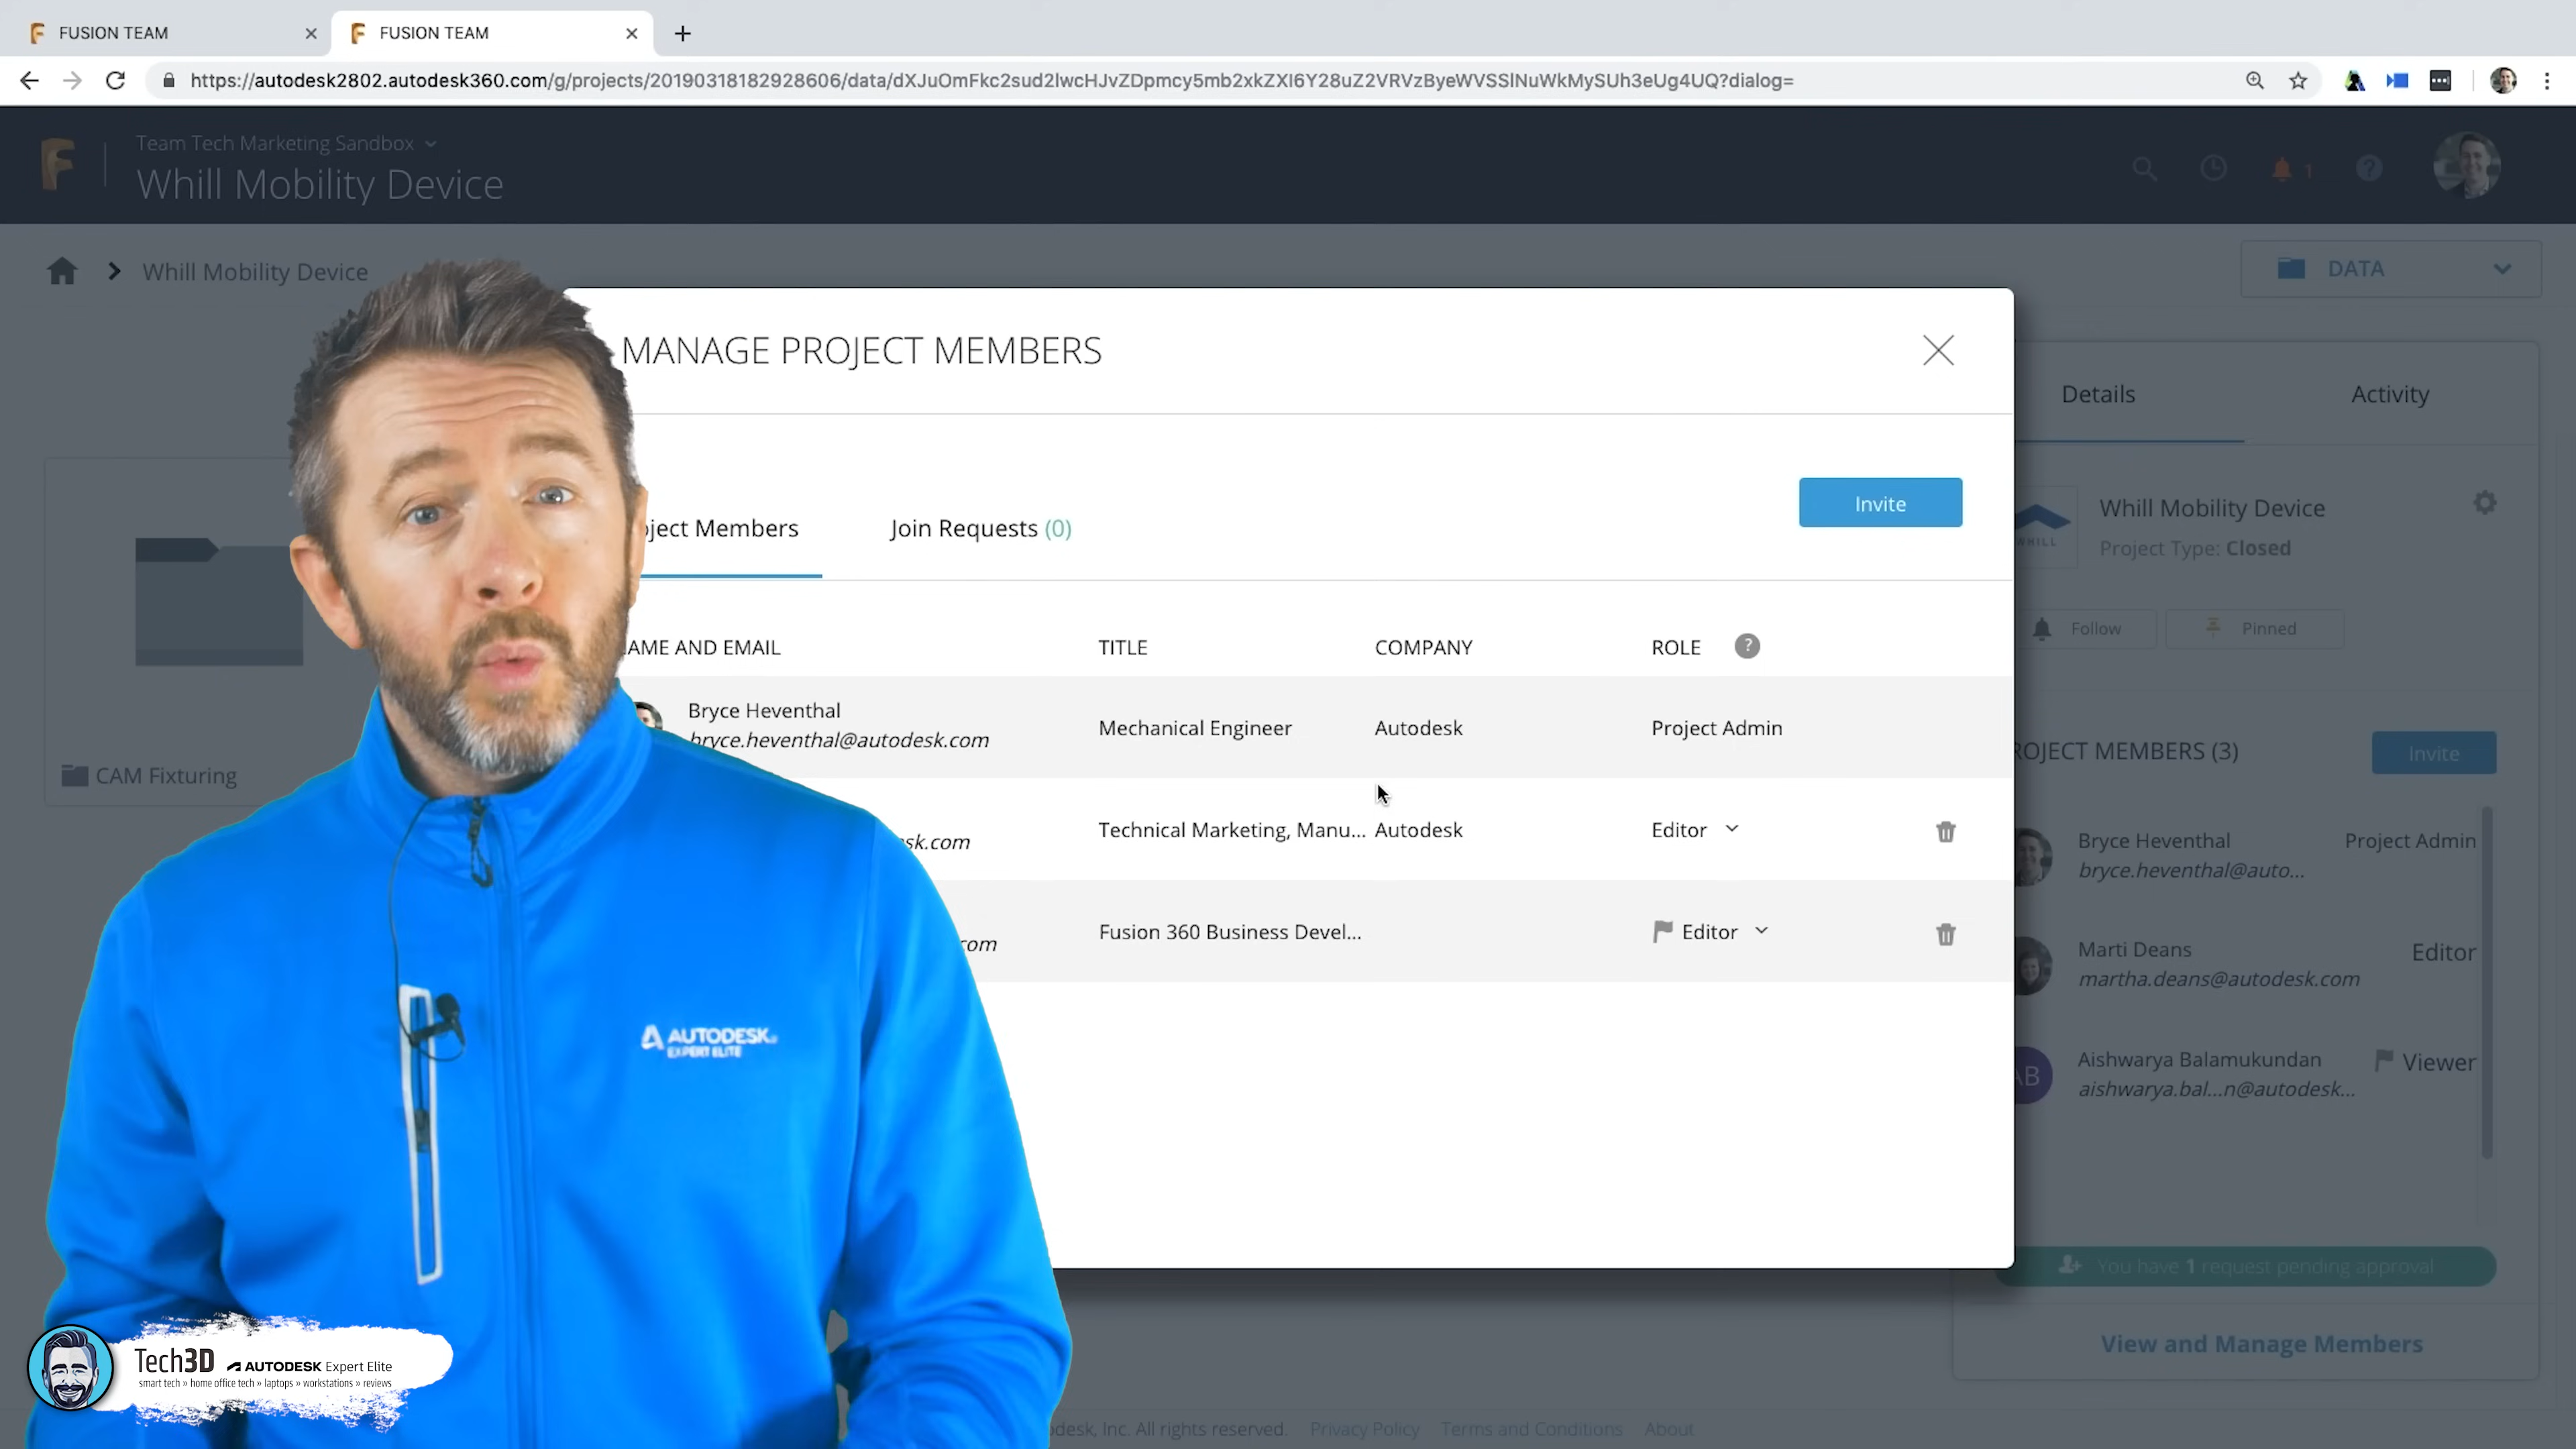 FUSION TEAM
FUSION TEAM
https://autodesk2802.autodesk360.com/g/projects/20190318182928606/data/dXJuOmFkc2sud2lwcHJvZDpmcy5mb2xkZXI6Y28uZ2VRVzByeWVSSlNuWkMySUh3eUg4UQ?dialog=
Team Tech Marketing Sandbox
Whill Mobility Device
1
Whill Mobility Device
DATA
MANAGE PROJECT MEMBERS
Details
Activity
Invite
ject Members
Join Requests (0)
Whill Mobility Device
Project Type: Closed
WHILL
Follow
Pinned
AME AND EMAIL
TITLE
COMPANY
ROLE
?
Bryce Heventhal
bryce.heventhal@autodesk.com
Mechanical Engineer
Autodesk
Project Admin
sk.com
Technical Marketing, Manu...
Autodesk
Editor
com
Fusion 360 Business Devel...
Editor
CAM Fixturing
ROJECT MEMBERS (3)
Invite
Bryce Heventhal
bryce.heventhal@auto...
Project Admin
Marti Deans
martha.deans@autodesk.com
Editor
AB
Aishwarya Balamukundan
aishwarya.bal...n@autodesk...
Viewer
You have 1 request pending approval
View and Manage Members
AUTODESK
EXPERT ELITE
Tech3D
AUTODESK Expert Elite
smart tech » home office tech » laptops » workstations » reviews
desk, Inc. All rights reserved.
Privacy Policy
Terms and Conditions
About